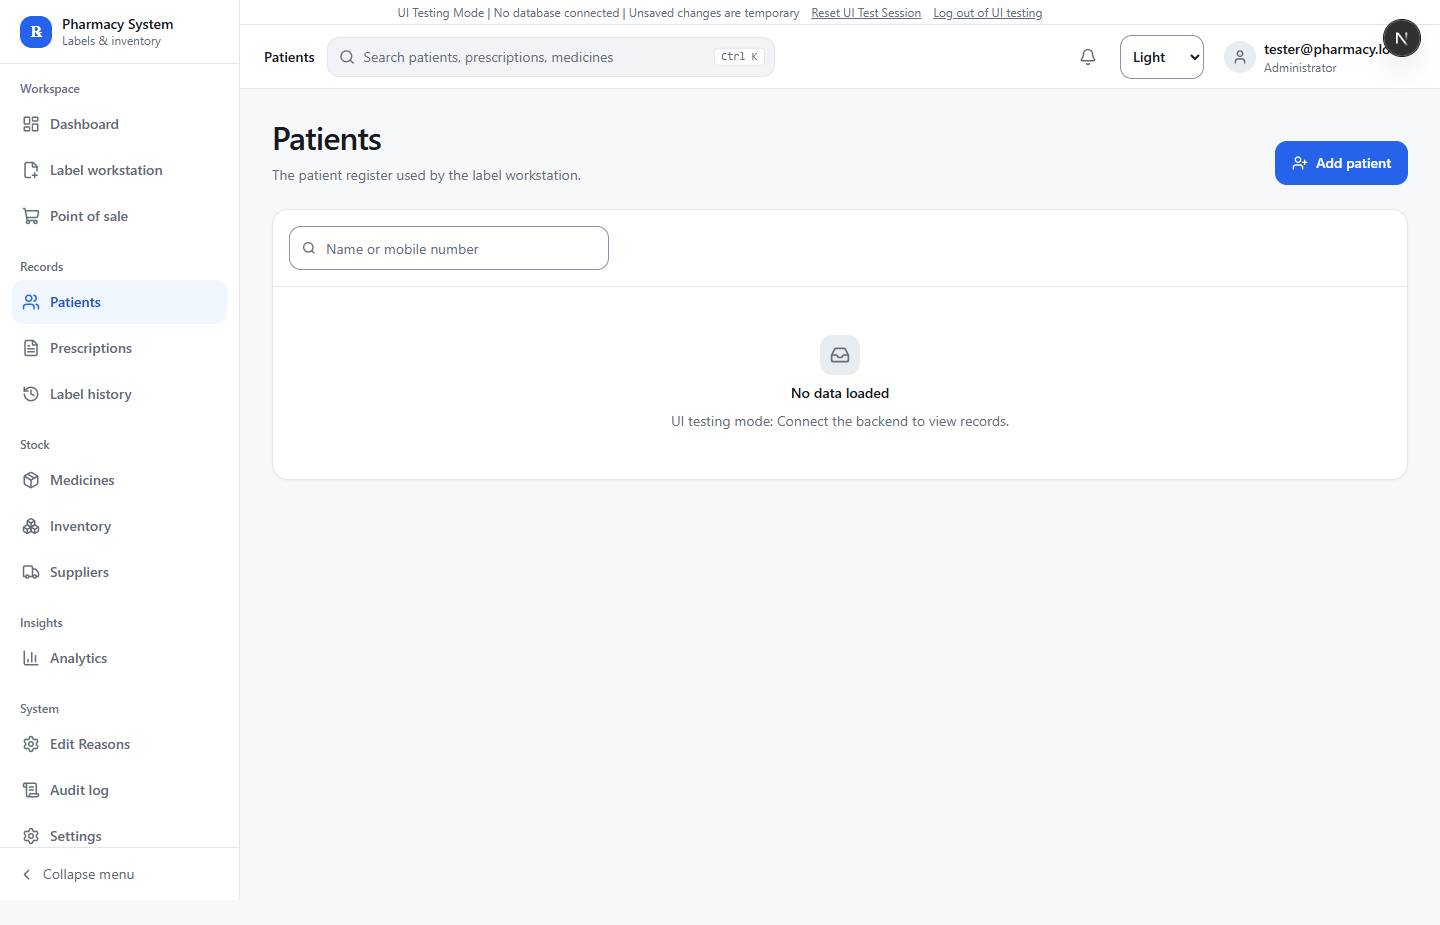 Pharmacy System
Labels & inventory
UI Testing Mode | No database connected | Unsaved changes are temporary Reset UI Test Session Log out of UI testing
Patients
Search patients, prescriptions, medicines
Ctrl K
Light
tester@pharmacy.lo
Administrator
N
Workspace
Dashboard
Label workstation
Point of sale
Records
Patients
Prescriptions
Label history
Stock
Medicines
Inventory
Suppliers
Insights
Analytics
System
Edit Reasons
Audit log
Settings
Collapse menu
Patients
The patient register used by the label workstation.
Add patient
Name or mobile number
No data loaded
UI testing mode: Connect the backend to view records.